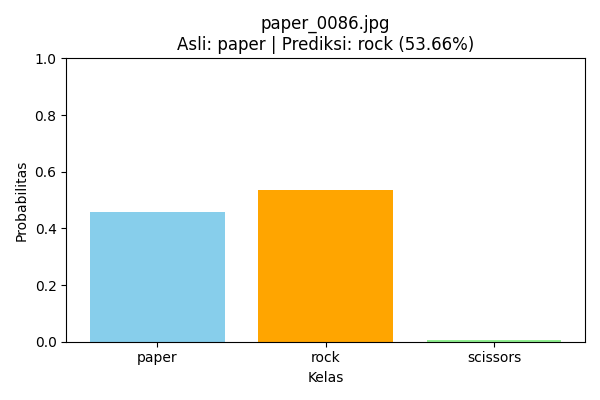 paper_0086.jpg
Asli: paper | Prediksi: rock (53.66%)
1.0
0.8
0.6
0.4
0.2
0.0
Probabilitas
paper rock scissors
Kelas